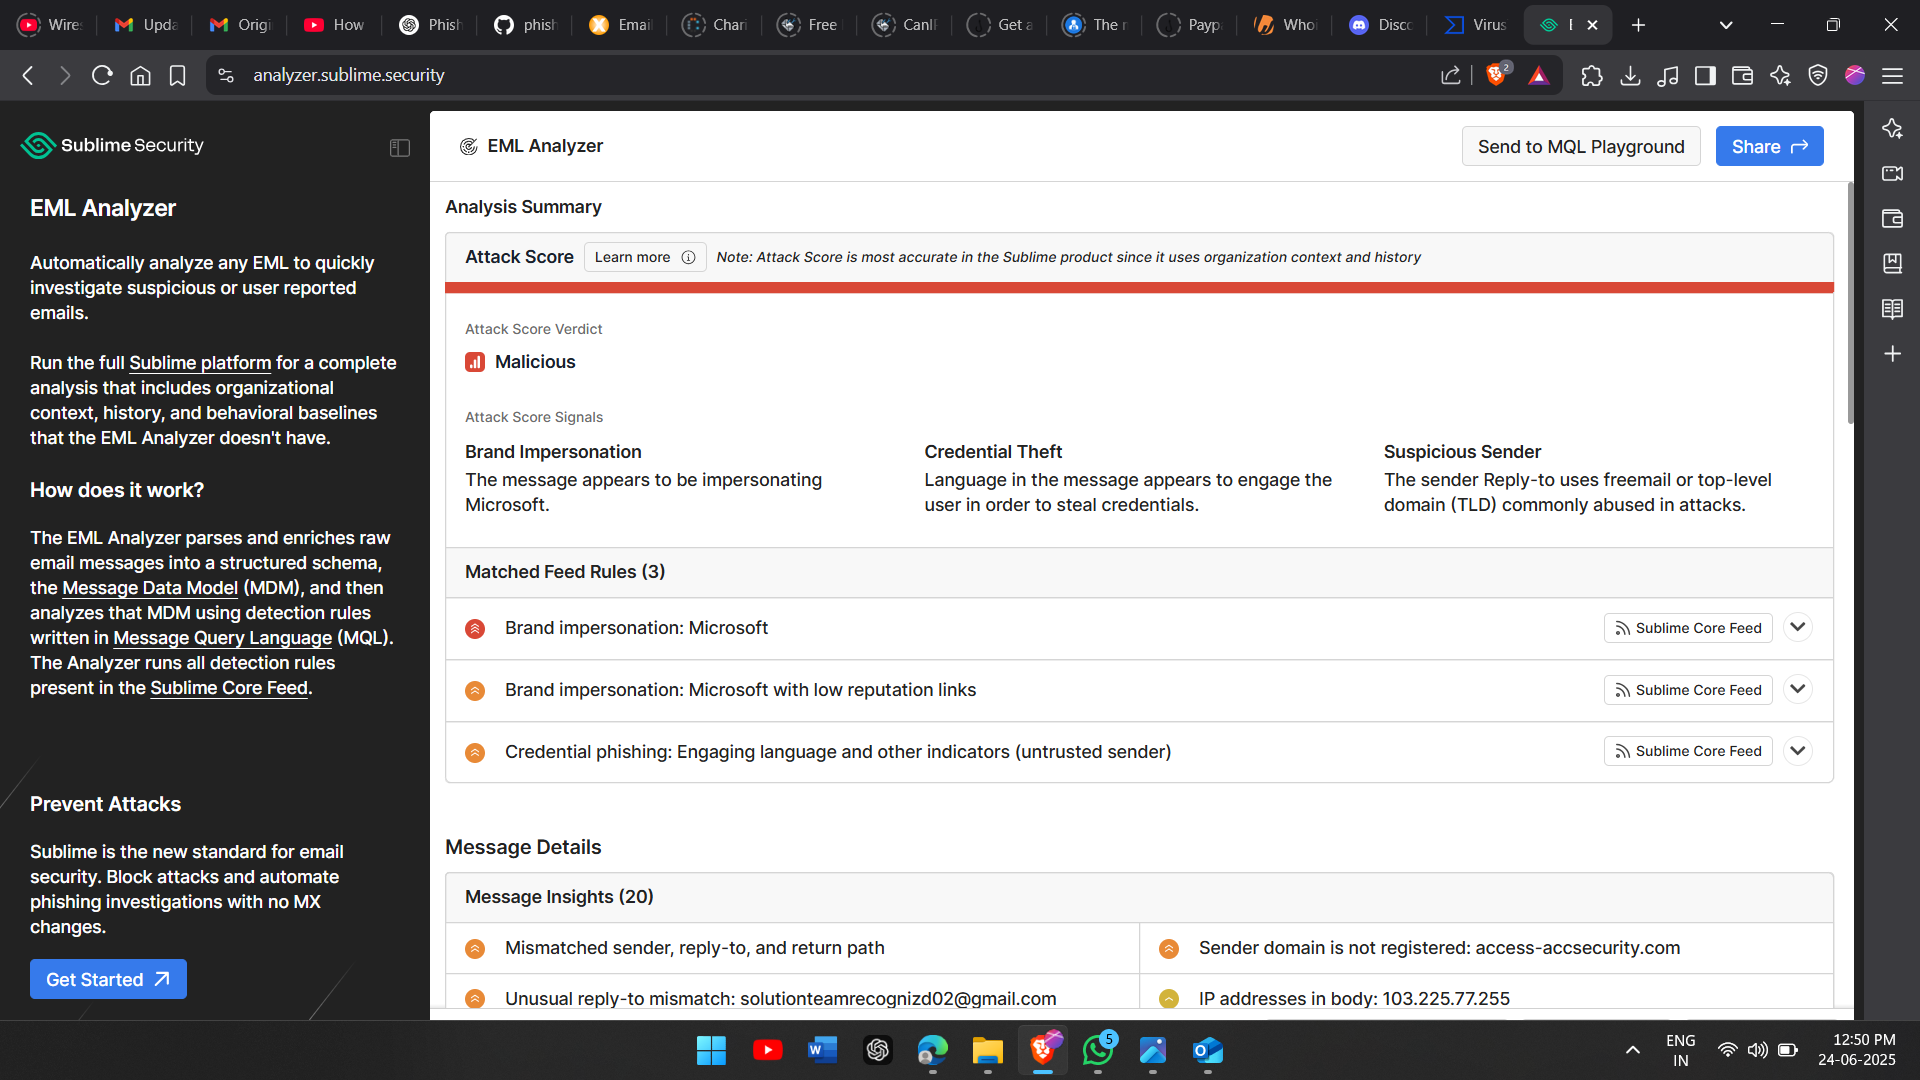 Wires
Upda
Origi
How
Phish
phish
Email
Chari
Free
CanIP
Get a
The r
Paypa
Whoi
Disco
Virus
analyzer.sublime.security
2
Sublime Security
EML Analyzer
Automatically analyze any EML to quickly
investigate suspicious or user reported
emails.
Run the full Sublime platform for a complete
analysis that includes organizational
context, history, and behavioral baselines
that the EML Analyzer doesn't have.
How does it work?
The EML Analyzer parses and enriches raw
email messages into a structured schema,
the Message Data Model (MDM), and then
analyzes that MDM using detection rules
written in Message Query Language (MQL).
The Analyzer runs all detection rules
present in the Sublime Core Feed.
Prevent Attacks
Sublime is the new standard for email
security. Block attacks and automate
phishing investigations with no MX
changes.
Get Started
EML Analyzer
Send to MQL Playground
Share
Analysis Summary
Attack Score
Learn more
Note: Attack Score is most accurate in the Sublime product since it uses organization context and history
Attack Score Verdict
Malicious
Attack Score Signals
Brand Impersonation
The message appears to be impersonating
Microsoft.
Credential Theft
Language in the message appears to engage the
user in order to steal credentials.
Suspicious Sender
The sender Reply-to uses freemail or top-level
domain (TLD) commonly abused in attacks.
Matched Feed Rules (3)
Brand impersonation: Microsoft
Sublime Core Feed
Brand impersonation: Microsoft with low reputation links
Sublime Core Feed
Credential phishing: Engaging language and other indicators (untrusted sender)
Sublime Core Feed
Message Details
Message Insights (20)
Mismatched sender, reply-to, and return path
Sender domain is not registered: access-accsecurity.com
Unusual reply-to mismatch: solutionteamrecognizd02@gmail.com
IP addresses in body: 103.225.77.255
5
ENG
IN
12:50 PM
24-06-2025